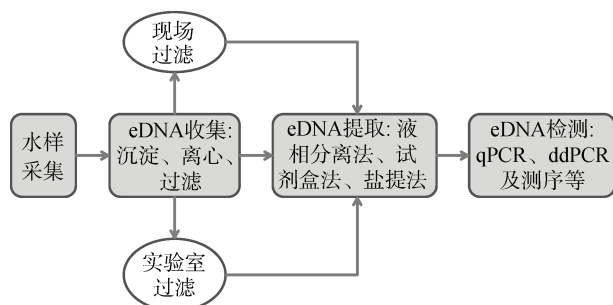 现场
过滤
水样
采集
eDNA收集:
沉淀、离心、
过滤
eDNA提取: 液
相分离法、试
剂盒法、盐提法
eDNA检测:
qPCR、ddPCR
及测序等
实验室
过滤